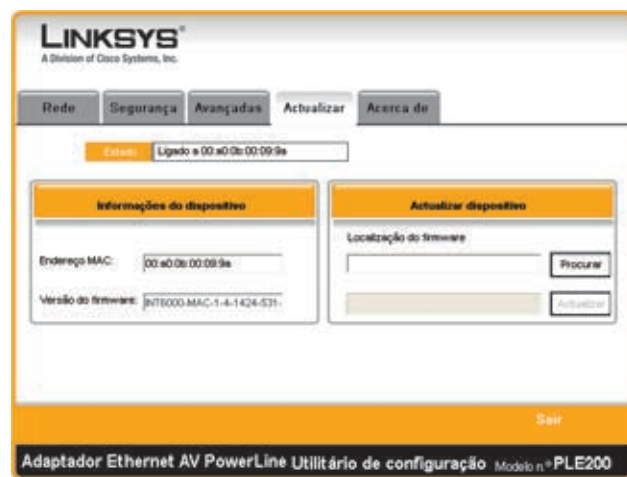 LINKSYS®
A Division of Cisco Systems, Inc.
Rede Segurança Avançadas Actualizar Acerca de
Estado Ligado a 00:a0:0b:00:09:9a
Informações do dispositivo
Endereço MAC: 00:a0:0b:00:09:9a
Versão do firmware: INT6000-MAC-1-4-1424-531-
Actualizar dispositivo
Localização do firmware
Procurar
Actualizar
Sair
Adaptador Ethernet AV PowerLine Utilitário de configuração Modelo n.º PLE200